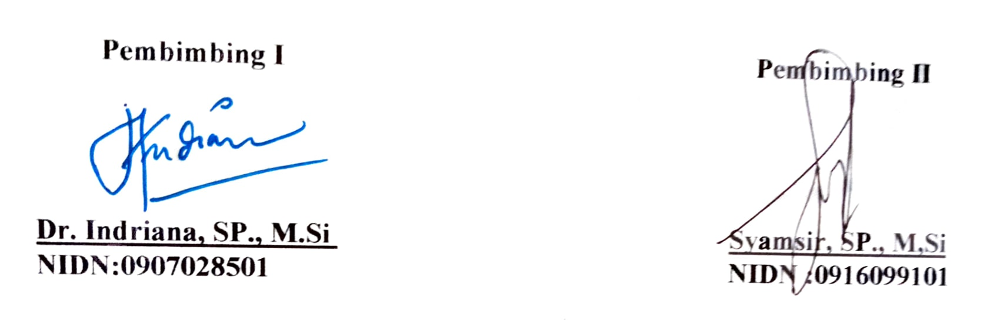 Pembimbing I
Dr. Indriana, SP., M.Si
NIDN:0907028501
Pembimbing II
Syamsir, SP., M,Si
NIDN :0916099101